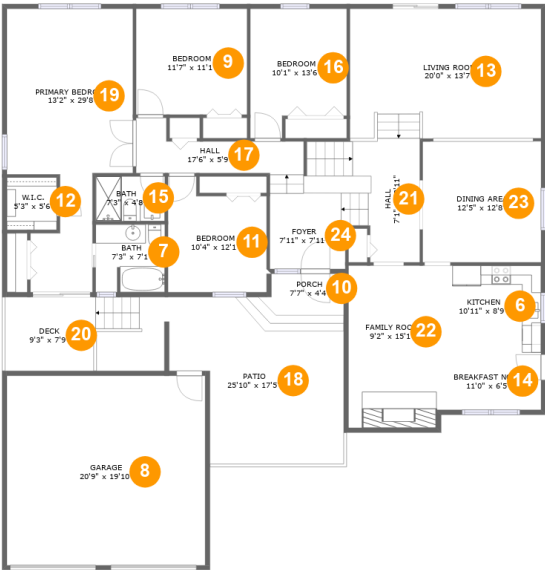 BEDROOM
11'7" x 11'1
9
BEDROOM
10'1" x 13'6
16
LIVING ROO
20'0" x 13'7
13
PRIMARY BEDR
13'2" x 29'8
19
HALL
17'6" x 5'9
17
W.I.C.
5'3" x 5'6
12
BATH
7'3" x 4'8
15
HALL
21
DINING AREA
12'5" x 12'8
23
BEDROOM
10'4" x 12'1
11
FOYER
7'11" x 7'11
24
BATH
7'3" x 7'1
7
PORCH
7'7" x 4'4
10
KITCHEN
10'11" x 8'9
6
DECK
9'3" x 7'9
20
FAMILY ROO
9'2" x 15'1
22
PATIO
25'10" x 17'5
18
BREAKFAST N
11'0" x 6'5
14
GARAGE
20'9" x 19'10
8